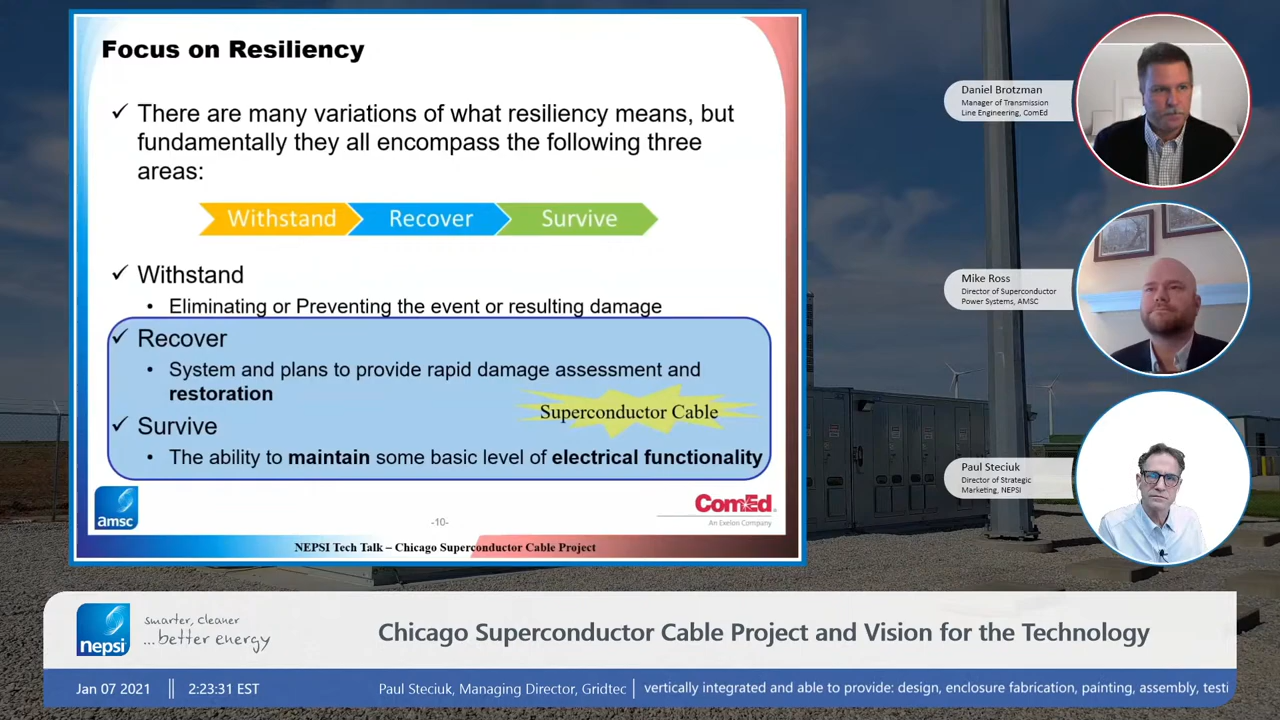 Focus on Resiliency
✓ There are many variations of what resiliency means, but
fundamentally they all encompass the following three
areas:
Withstand Recover Survive
✓ Withstand
• Eliminating or Preventing the event or resulting damage
✓ Recover
• System and plans to provide rapid damage assessment and
restoration
Superconductor Cable
✓ Survive
• The ability to maintain some basic level of electrical functionality
amsc
ComEd
An Exelon Company
-10-
NEPSI Tech Talk – Chicago Superconductor Cable Project
Daniel Brotzman
Manager of Transmission
Line Engineering, ComEd
Mike Ross
Director of Superconductor
Power Systems, AMSC
Paul Steciuk
Director of Strategic
Marketing, NEPSI
nepsi
smarter, cleaner
...better energy
Chicago Superconductor Cable Project and Vision for the Technology
Jan 07 2021 || 2:23:31 EST
Paul Steciuk, Managing Director, Gridtec | vertically integrated and able to provide: design, enclosure fabrication, painting, assembly, testi